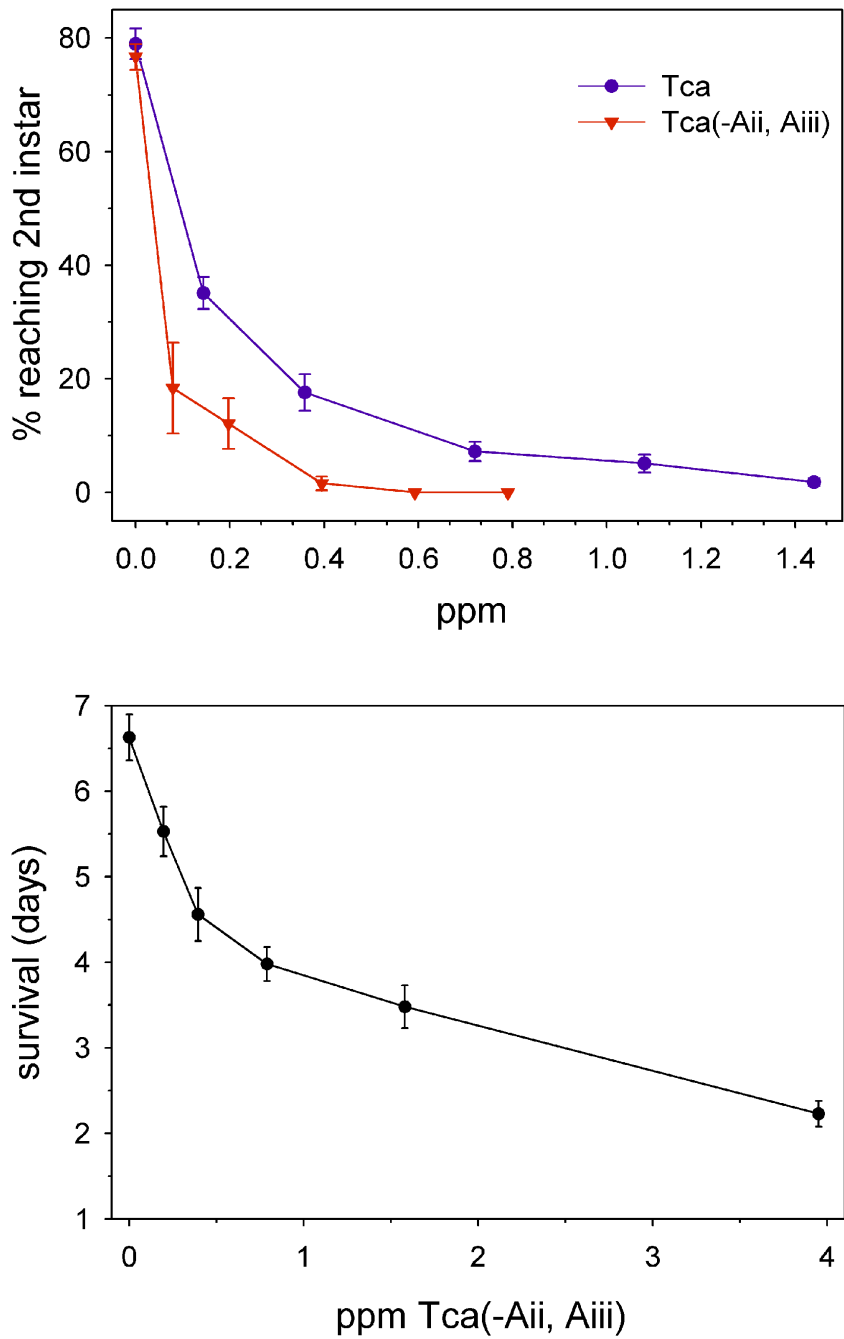 80
60
40
20
0
% reaching 2nd instar
Tca
Tca(-Aii, Aiii)
0.0 0.2 0.4 0.6 0.8 1.0 1.2 1.4
ppm
7
6
5
4
3
2
1
survival (days)
0 1 2 3 4
ppm Tca(-Aii, Aiii)